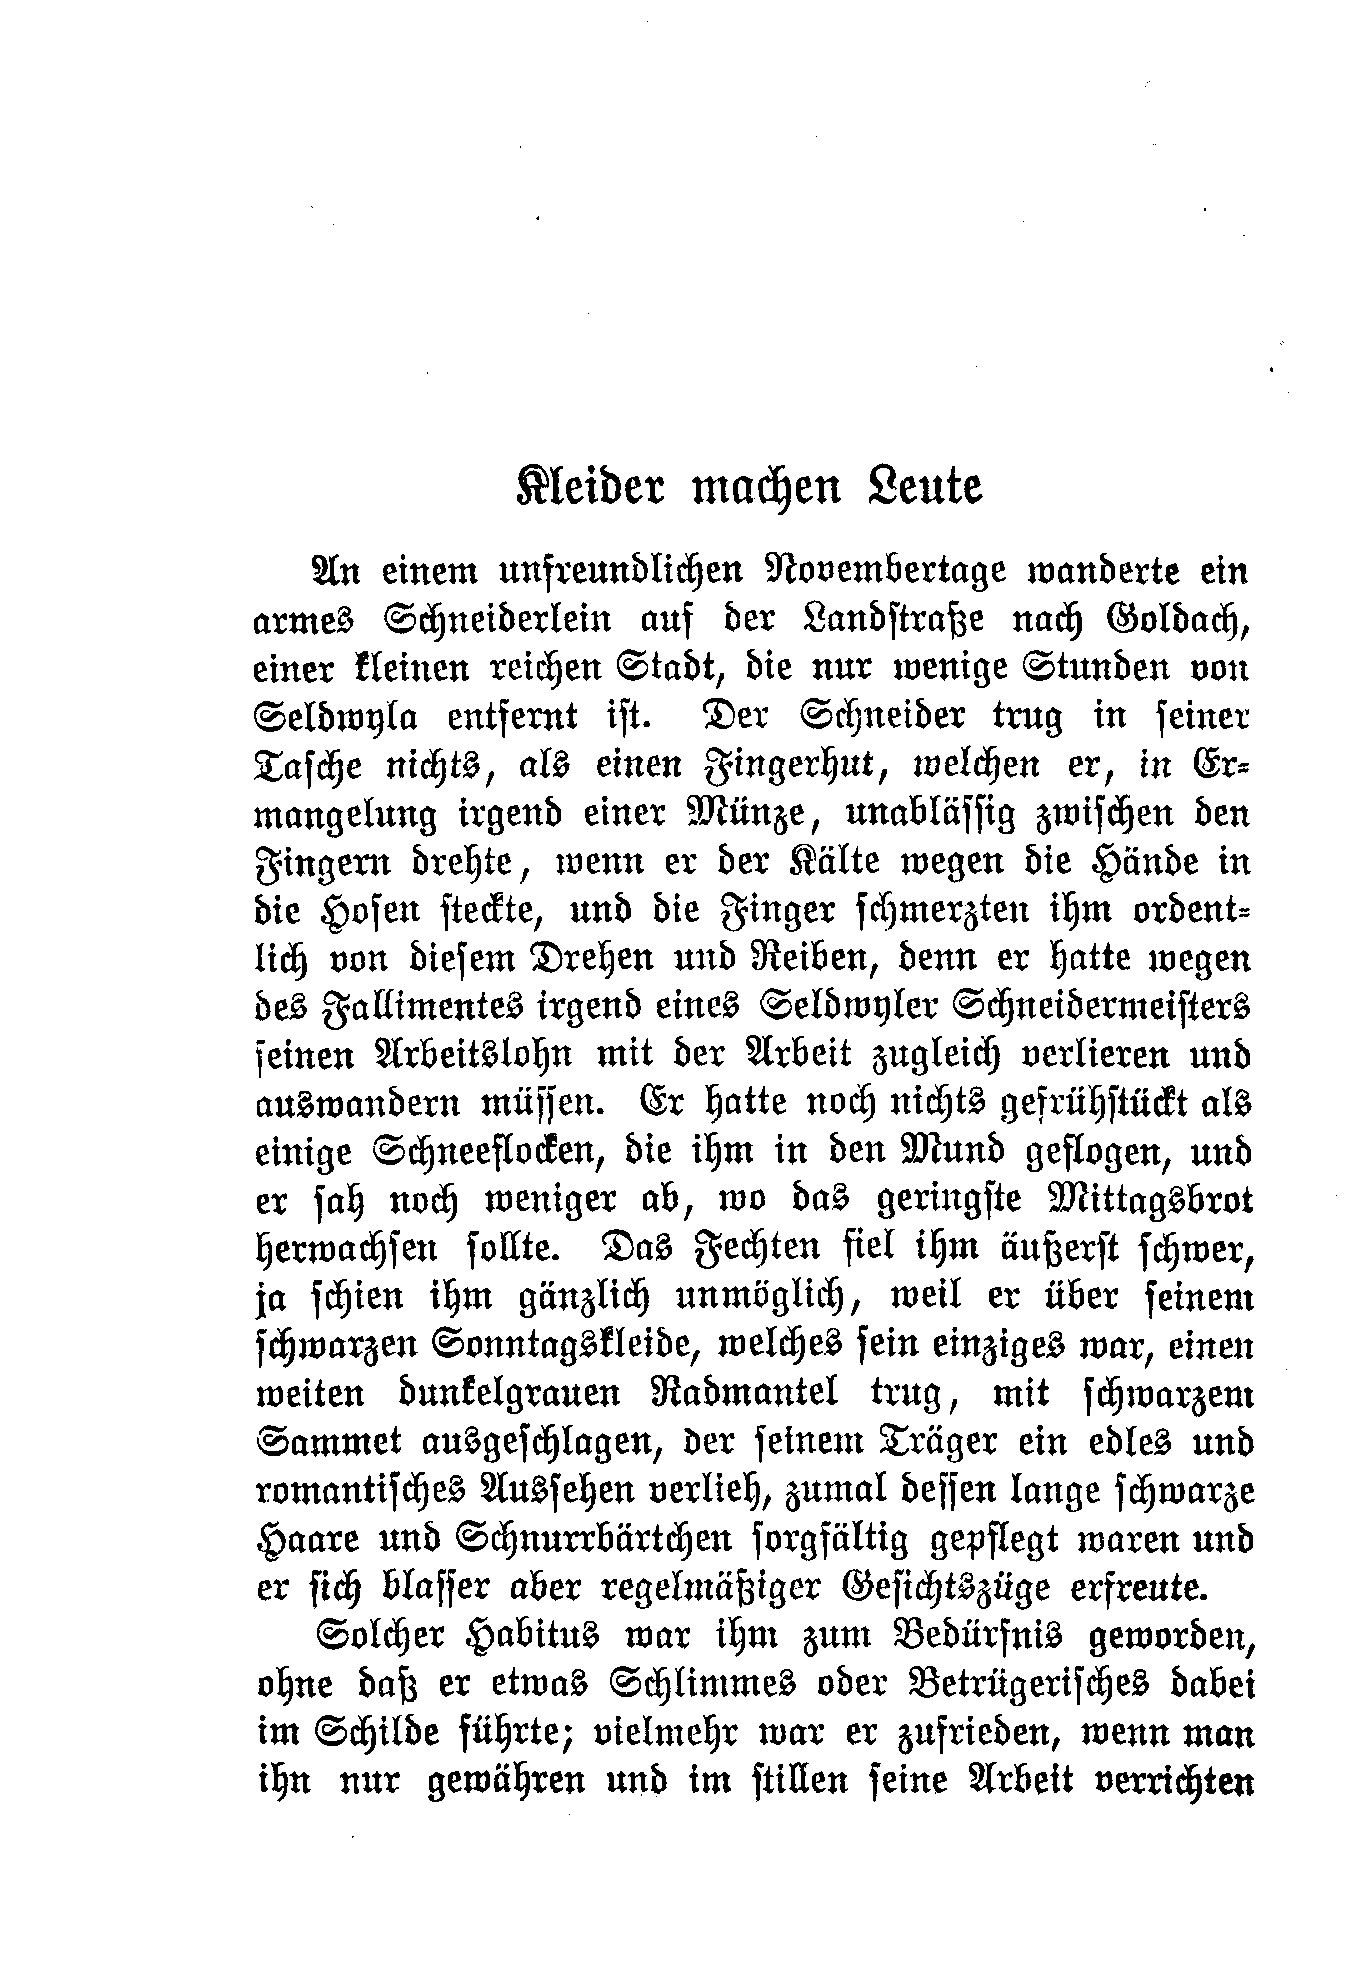 Kleider machen Leute
An einem unfreundlichen Novembertage wanderte ein
armes Schneiderlein auf der Landstraße nach Goldach,
einer kleinen reichen Stadt, die nur wenige Stunden von
Seldwyla entfernt ist. Der Schneider trug in seiner
Tasche nichts, als einen Fingerhut, welchen er, in Er-
mangelung irgend einer Münze, unablässig zwischen den
Fingern drehte, wenn er der Kälte wegen die Hände in
die Hosen steckte, und die Finger schmerzten ihm ordent-
lich von diesem Drehen und Reiben, denn er hatte wegen
des Fallimentes irgend eines Seldwyler Schneidermeisters
seinen Arbeitslohn mit der Arbeit zugleich verlieren und
auswandern müssen. Er hatte noch nichts gefrühstückt als
einige Schneeflocken, die ihm in den Mund geflogen, und
er sah noch weniger ab, wo das geringste Mittagsbrot
herwachsen sollte. Das Fechten fiel ihm äußerst schwer,
ja schien ihm gänzlich unmöglich, weil er über seinem
schwarzen Sonntagskleide, welches sein einziges war, einen
weiten dunkelgrauen Radmantel trug, mit schwarzem
Sammet ausgeschlagen, der seinem Träger ein edles und
romantisches Aussehen verlieh, zumal dessen lange schwarze
Haare und Schnurrbärtchen sorgfältig gepflegt waren und
er sich blasser aber regelmäßiger Gesichtszüge erfreute.
Solcher Habitus war ihm zum Bedürfnis geworden,
ohne daß er etwas Schlimmes oder Betrügerisches dabei
im Schilde führte; vielmehr war er zufrieden, wenn man
ihn nur gewähren und im stillen seine Arbeit verrichten